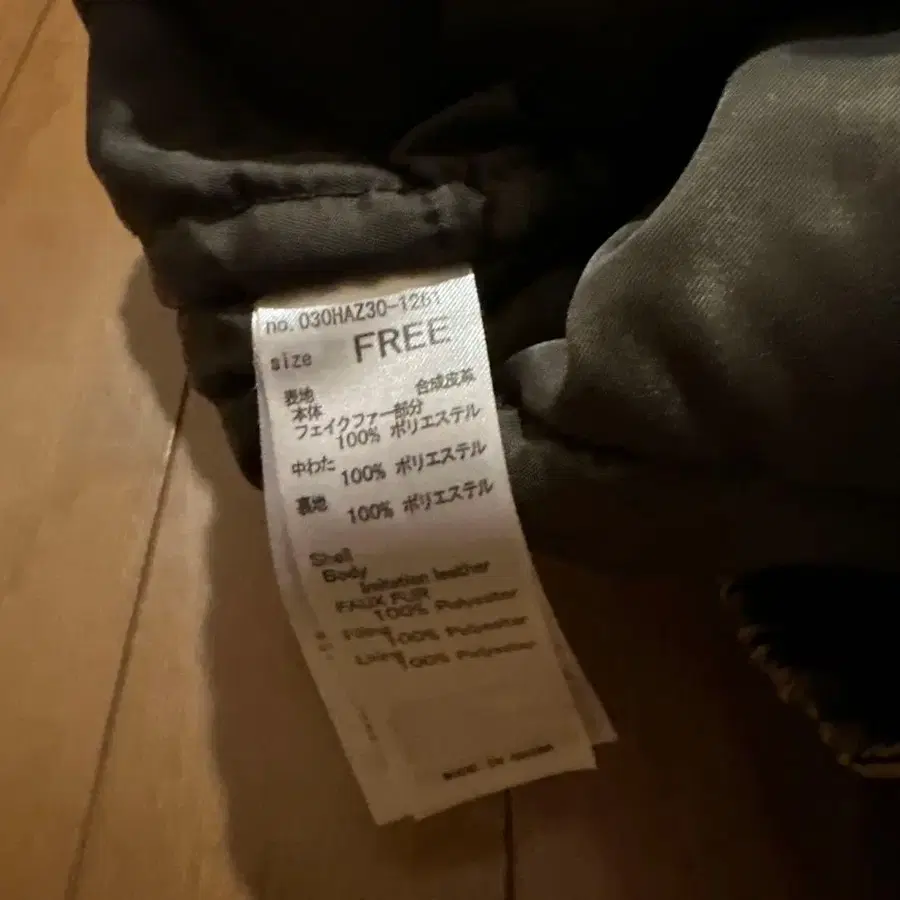 no. 030HAZ30-1261
size FREE
表地
本体 合成皮革
フェイクファー部分
100% ポリエステル
中わた 100% ポリエステル
裏地 100% ポリエステル
Shell
Body
Imitation leather
FAUX FUR
100% Polyester
Filling
100% Polyester
Lining
100% Polyester
MADE IN